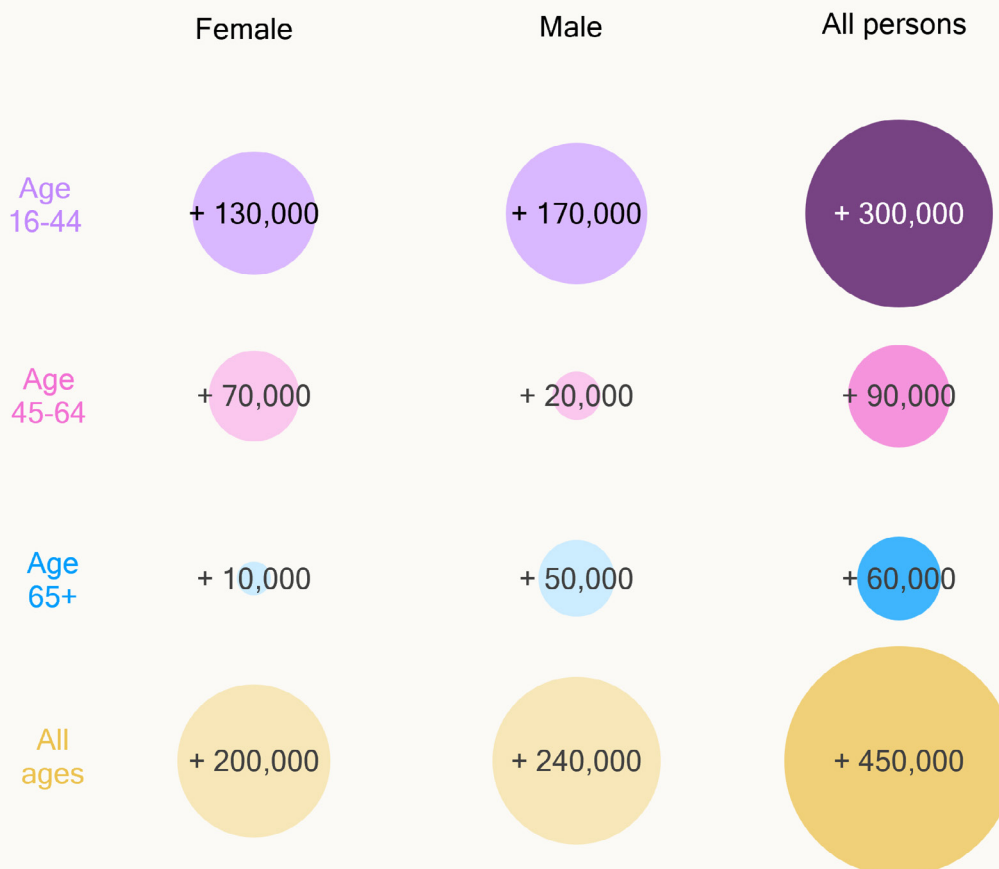 Female Male All persons
Age
16-44
+ 130,000 + 170,000 + 300,000
Age
45-64
+ 70,000 + 20,000 + 90,000
Age
65+
+ 10,000 + 50,000 + 60,000
All
ages
+ 200,000 + 240,000 + 450,000